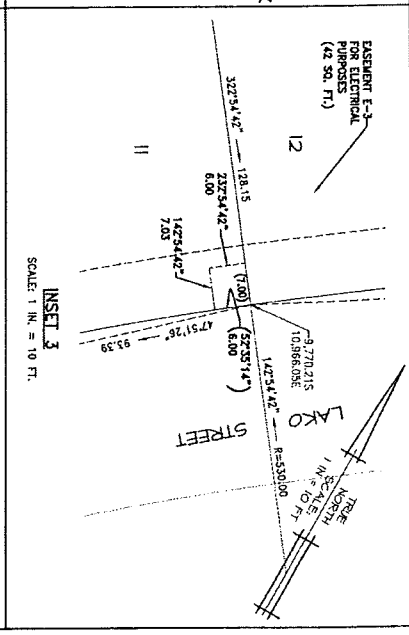 EASEMENT E-3
FOR ELECTRICAL
PURPOSES
(42 SQ. FT.)
12
11
322°54'42"
128.15
232°54'42"
6.00
142°54'42"
7.03
(7.00)
(52°35'14")
6.00
9,770.21S
10,966.05E
142°54'42"
R=530.00
47°51'26"
93.39
LAKO
STREET
TRUE
NORTH
SCALE:
1 IN. = 10 FT.
INSET 3
SCALE: 1 IN. = 10 FT.